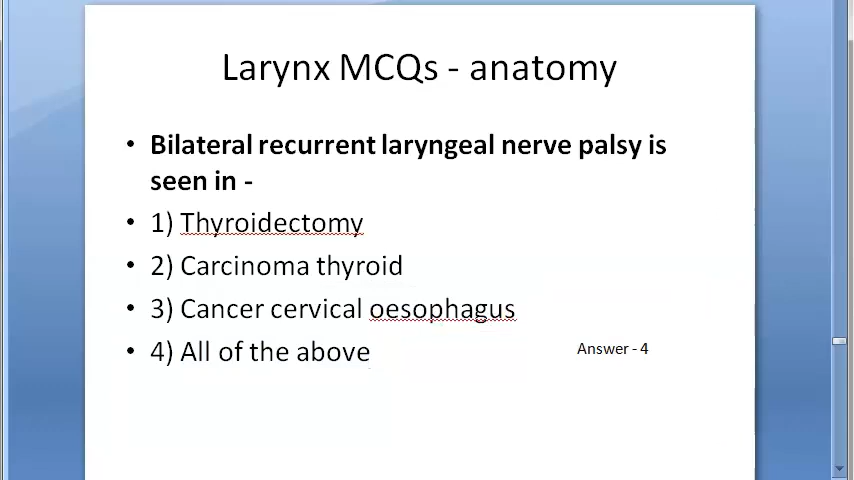 Larynx MCQs - anatomy
• Bilateral recurrent laryngeal nerve palsy is
seen in -
• 1) Thyroidectomy
• 2) Carcinoma thyroid
• 3) Cancer cervical oesophagus
• 4) All of the above
Answer - 4